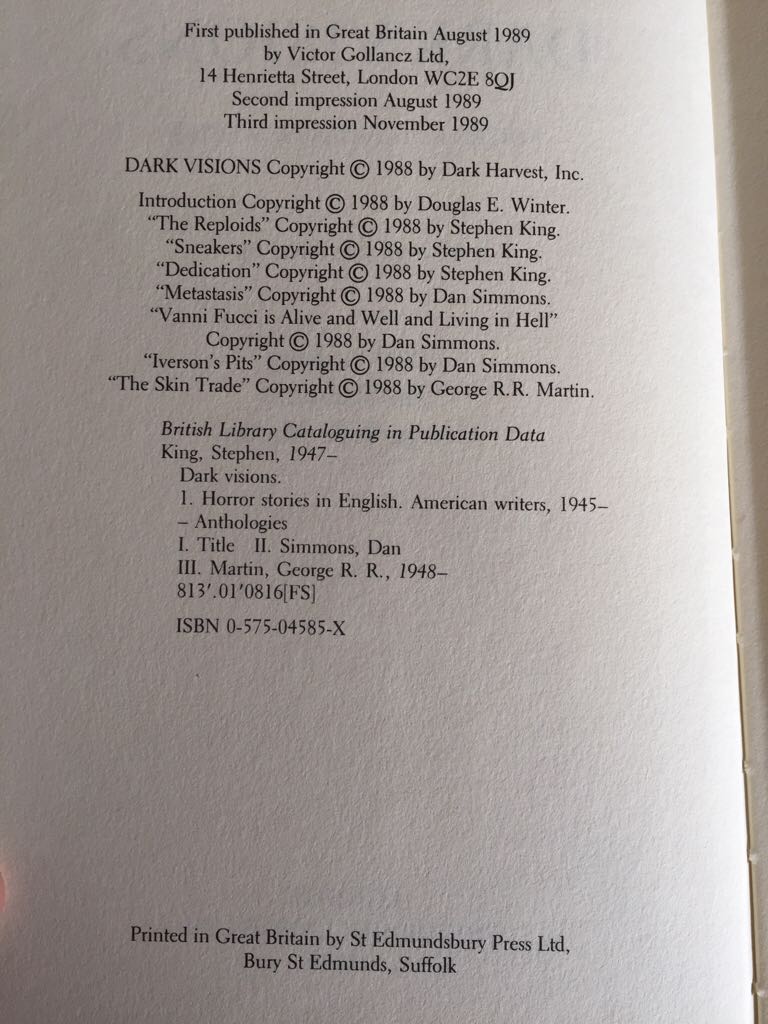 First published in Great Britain August 1989
by Victor Gollancz Ltd,
14 Henrietta Street, London WC2E 8QJ
Second impression August 1989
Third impression November 1989
DARK VISIONS Copyright © 1988 by Dark Harvest, Inc.
Introduction Copyright © 1988 by Douglas E. Winter.
“The Reploids” Copyright © 1988 by Stephen King.
“Sneakers” Copyright © 1988 by Stephen King.
“Dedication” Copyright © 1988 by Stephen King.
“Metastasis” Copyright © 1988 by Dan Simmons.
“Vanni Fucci is Alive and Well and Living in Hell”
Copyright © 1988 by Dan Simmons.
“Iverson’s Pits” Copyright © 1988 by Dan Simmons.
“The Skin Trade” Copyright © 1988 by George R.R. Martin.
British Library Cataloguing in Publication Data
King, Stephen, 1947–
Dark visions.
1. Horror stories in English. American writers, 1945–
– Anthologies
I. Title II. Simmons, Dan
III. Martin, George R. R., 1948–
813′.01′0816[FS]
ISBN 0-575-04585-X
Printed in Great Britain by St Edmundsbury Press Ltd,
Bury St Edmunds, Suffolk